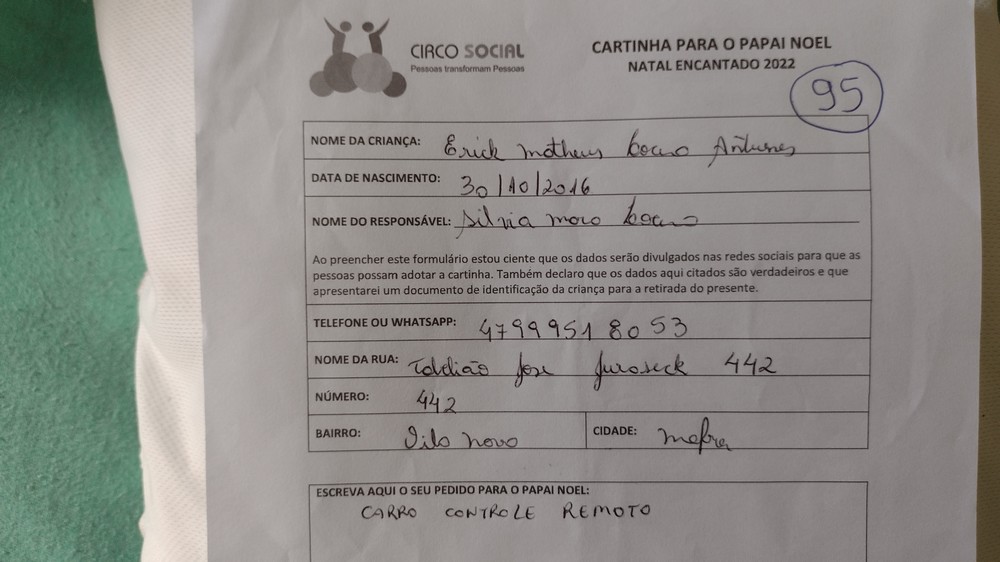 CIRCO SOCIAL
Pessoas transformam Pessoas
CARTINHA PARA O PAPAI NOEL
NATAL ENCANTADO 2022
95
NOME DA CRIANÇA: Erick Matheus Antunes
DATA DE NASCIMENTO: 30/10/2016
NOME DO RESPONSÁVEL: Silvia
Ao preencher este formulário estou ciente que os dados serão divulgados nas redes sociais para que as
pessoas possam adotar a cartinha. Também declaro que os dados aqui citados são verdadeiros e que
apresentarei um documento de identificação da criança para a retirada do presente.
TELEFONE OU WHATSAPP: 47999518053
NOME DA RUA: Jose 442
NÚMERO: 442
BAIRRO: Vila Nova
CIDADE: Mafra
ESCREVA AQUI O SEU PEDIDO PARA O PAPAI NOEL:
CARRO CONTROLE REMOTO